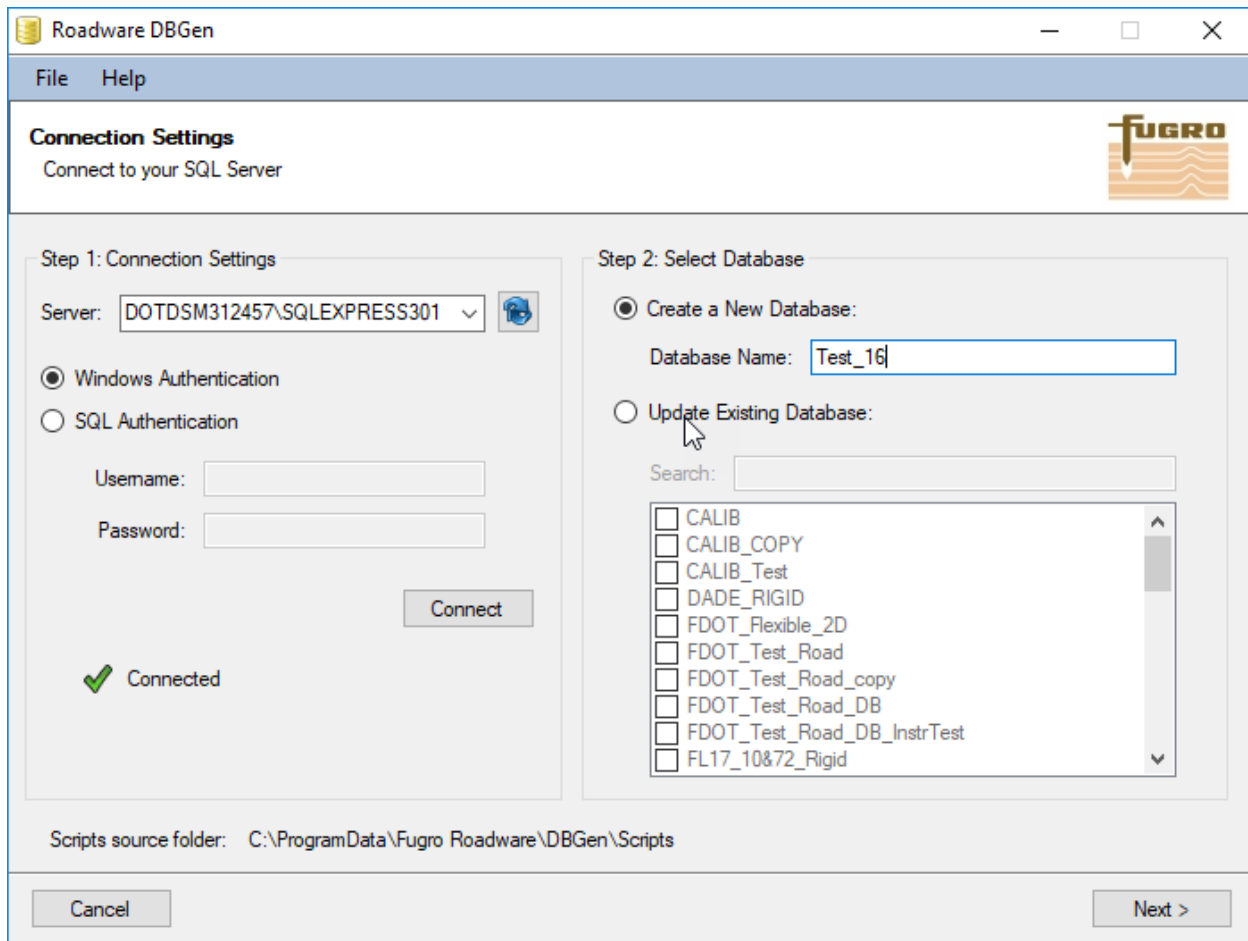 Roadware DBGen
File Help
Connection Settings
Connect to your SQL Server
fUGRO
Step 1: Connection Settings
Server: DOTDSM312457\SQLEXPRESS301
Windows Authentication
SQL Authentication
Username:
Password:
Connect
Connected
Step 2: Select Database
Create a New Database:
Database Name: Test_16
Update Existing Database:
Search:
CALIB
CALIB_COPY
CALIB_Test
DADE_RIGID
FDOT_Flexible_2D
FDOT_Test_Road
FDOT_Test_Road_copy
FDOT_Test_Road_DB
FDOT_Test_Road_DB_InstrTest
FL17_10&72_Rigid
Scripts source folder: C:\ProgramData\Fugro Roadware\DBGen\Scripts
Cancel
Next >